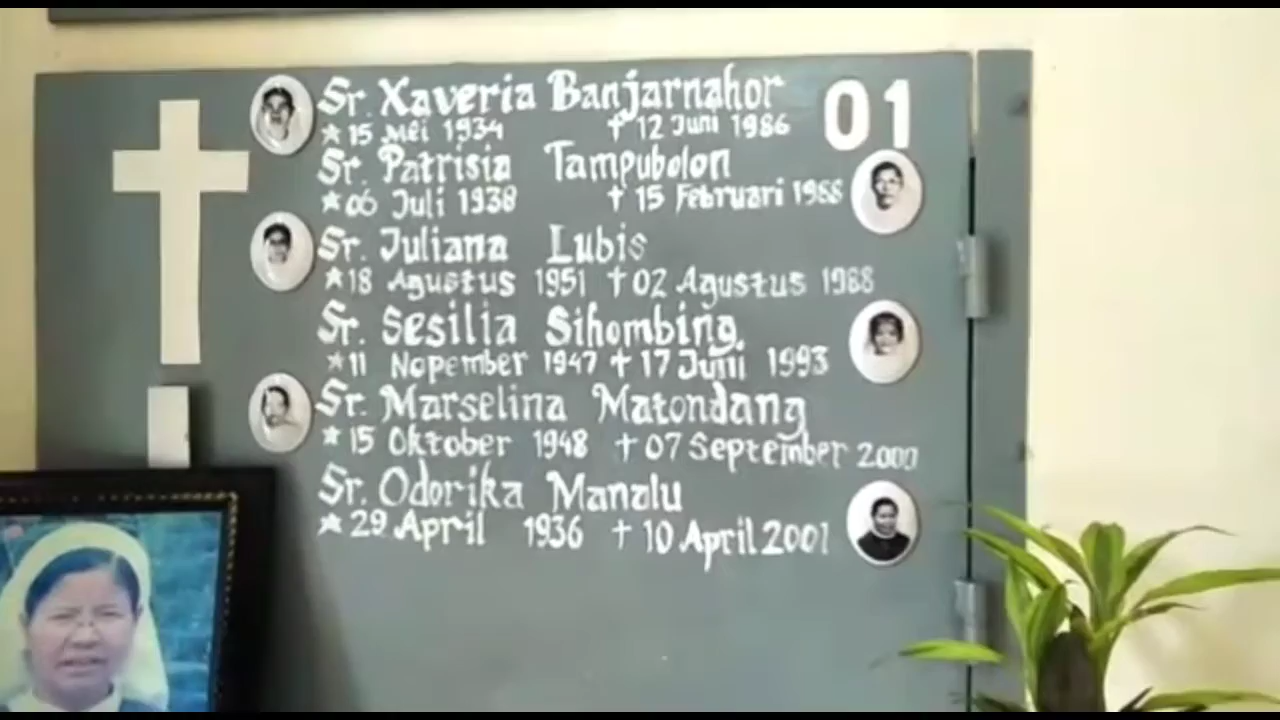 Sr. Xaveria Banjarnahor 01
★ 15 Mei 1934 † 12 Juni 1986
Sr. Patrisia Tampubolon
★ 06 Juli 1938 † 15 Februari 1988
Sr. Juliana Lubis
★ 18 Agustus 1951 † 02 Agustus 1988
Sr. Sesilia Sihombing
★ 11 Nopember 1947 † 17 Juni 1993
Sr. Marselina Matondang
★ 15 Oktober 1948 † 07 September 2000
Sr. Odorika Manalu
★ 29 April 1936 † 10 April 2001